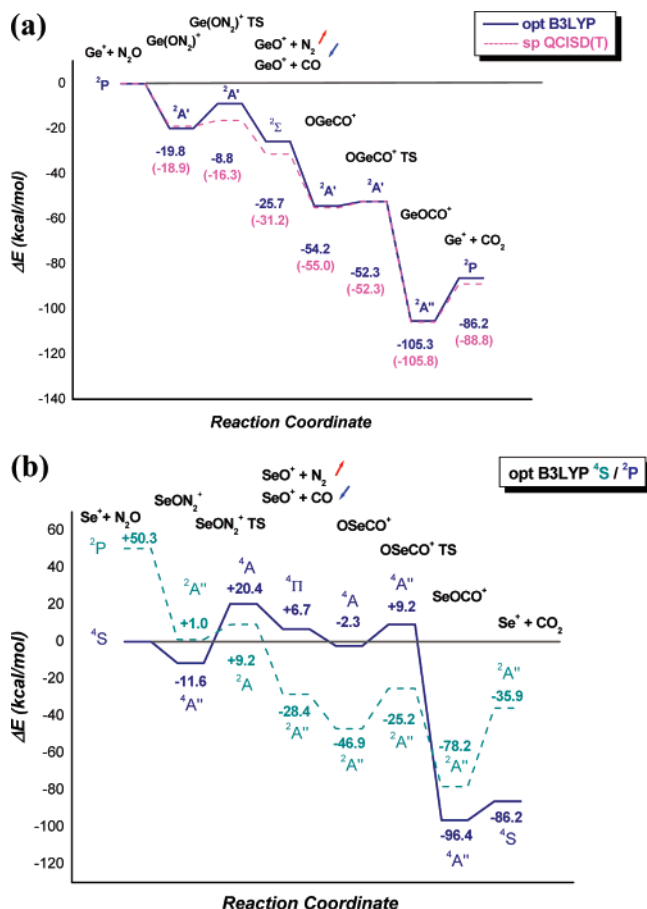 (a)
Ge(ON₂)⁺ TS
Ge(ON₂)⁺
Ge⁺ + N₂O
GeO⁺ + N₂
GeO⁺ + CO
opt B3LYP
sp QCISD(T)
OGeCO⁺
OGeCO⁺ TS
GeOCO⁺
Ge⁺ + CO₂
ΔE (kcal/mol)
0
-20
-40
-60
-80
-100
-120
-140
²P
²A'
²A'
²Σ
²A'
²A'
²A''
²P
-19.8
(-18.9)
-8.8
(-16.3)
-25.7
(-31.2)
-54.2
(-55.0)
-52.3
(-52.3)
-105.3
(-105.8)
-86.2
(-88.8)
Reaction Coordinate
(b)
SeO⁺ + N₂
SeO⁺ + CO
opt B3LYP ⁴S / ²P
SeON₂⁺
Se⁺ + N₂O
SeON₂⁺ TS
OSeCO⁺
OSeCO⁺ TS
SeOCO⁺
Se⁺ + CO₂
ΔE (kcal/mol)
60
40
20
0
-20
-40
-60
-80
-100
-120
²P
+50.3
²A''
+1.0
⁴A
+20.4
⁴Π
+6.7
⁴A
-2.3
⁴A''
+9.2
⁴S
-11.6
⁴A''
+9.2
²A
-28.4
²A''
-46.9
²A''
-25.2
²A''
-78.2
²A''
²A''
-35.9
-96.4
⁴A''
-86.2
⁴S
Reaction Coordinate